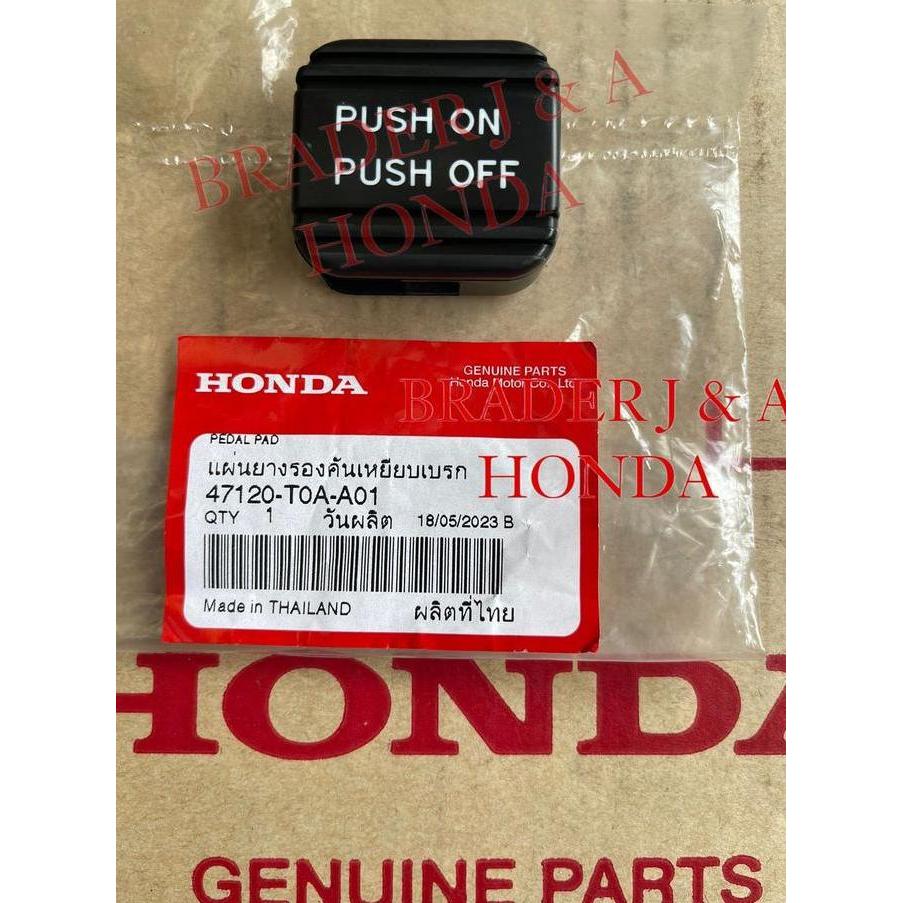 PUSH ON
PUSH OFF
BRADERJ & A
HONDA
HONDA
GENUINE PARTS
Honda Motor Co., Ltd.
BRADERJ & A
HONDA
PEDAL PAD
แผ่นยางรองคันเหยียบเบรก
47120-T0A-A01
QTY 1 วันผลิต 18/05/2023 B
Made in THAILAND ผลิตที่ไทย
HONDA
GENUINE PARTS